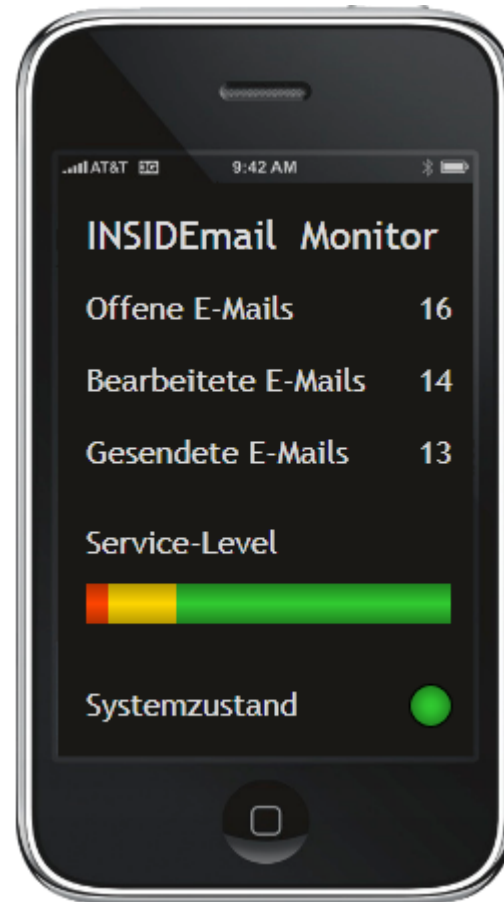 AT&T 3G 9:42 AM
INSIDEmail Monitor
Offene E-Mails 16
Bearbeitete E-Mails 14
Gesendete E-Mails 13
Service-Level
Systemzustand